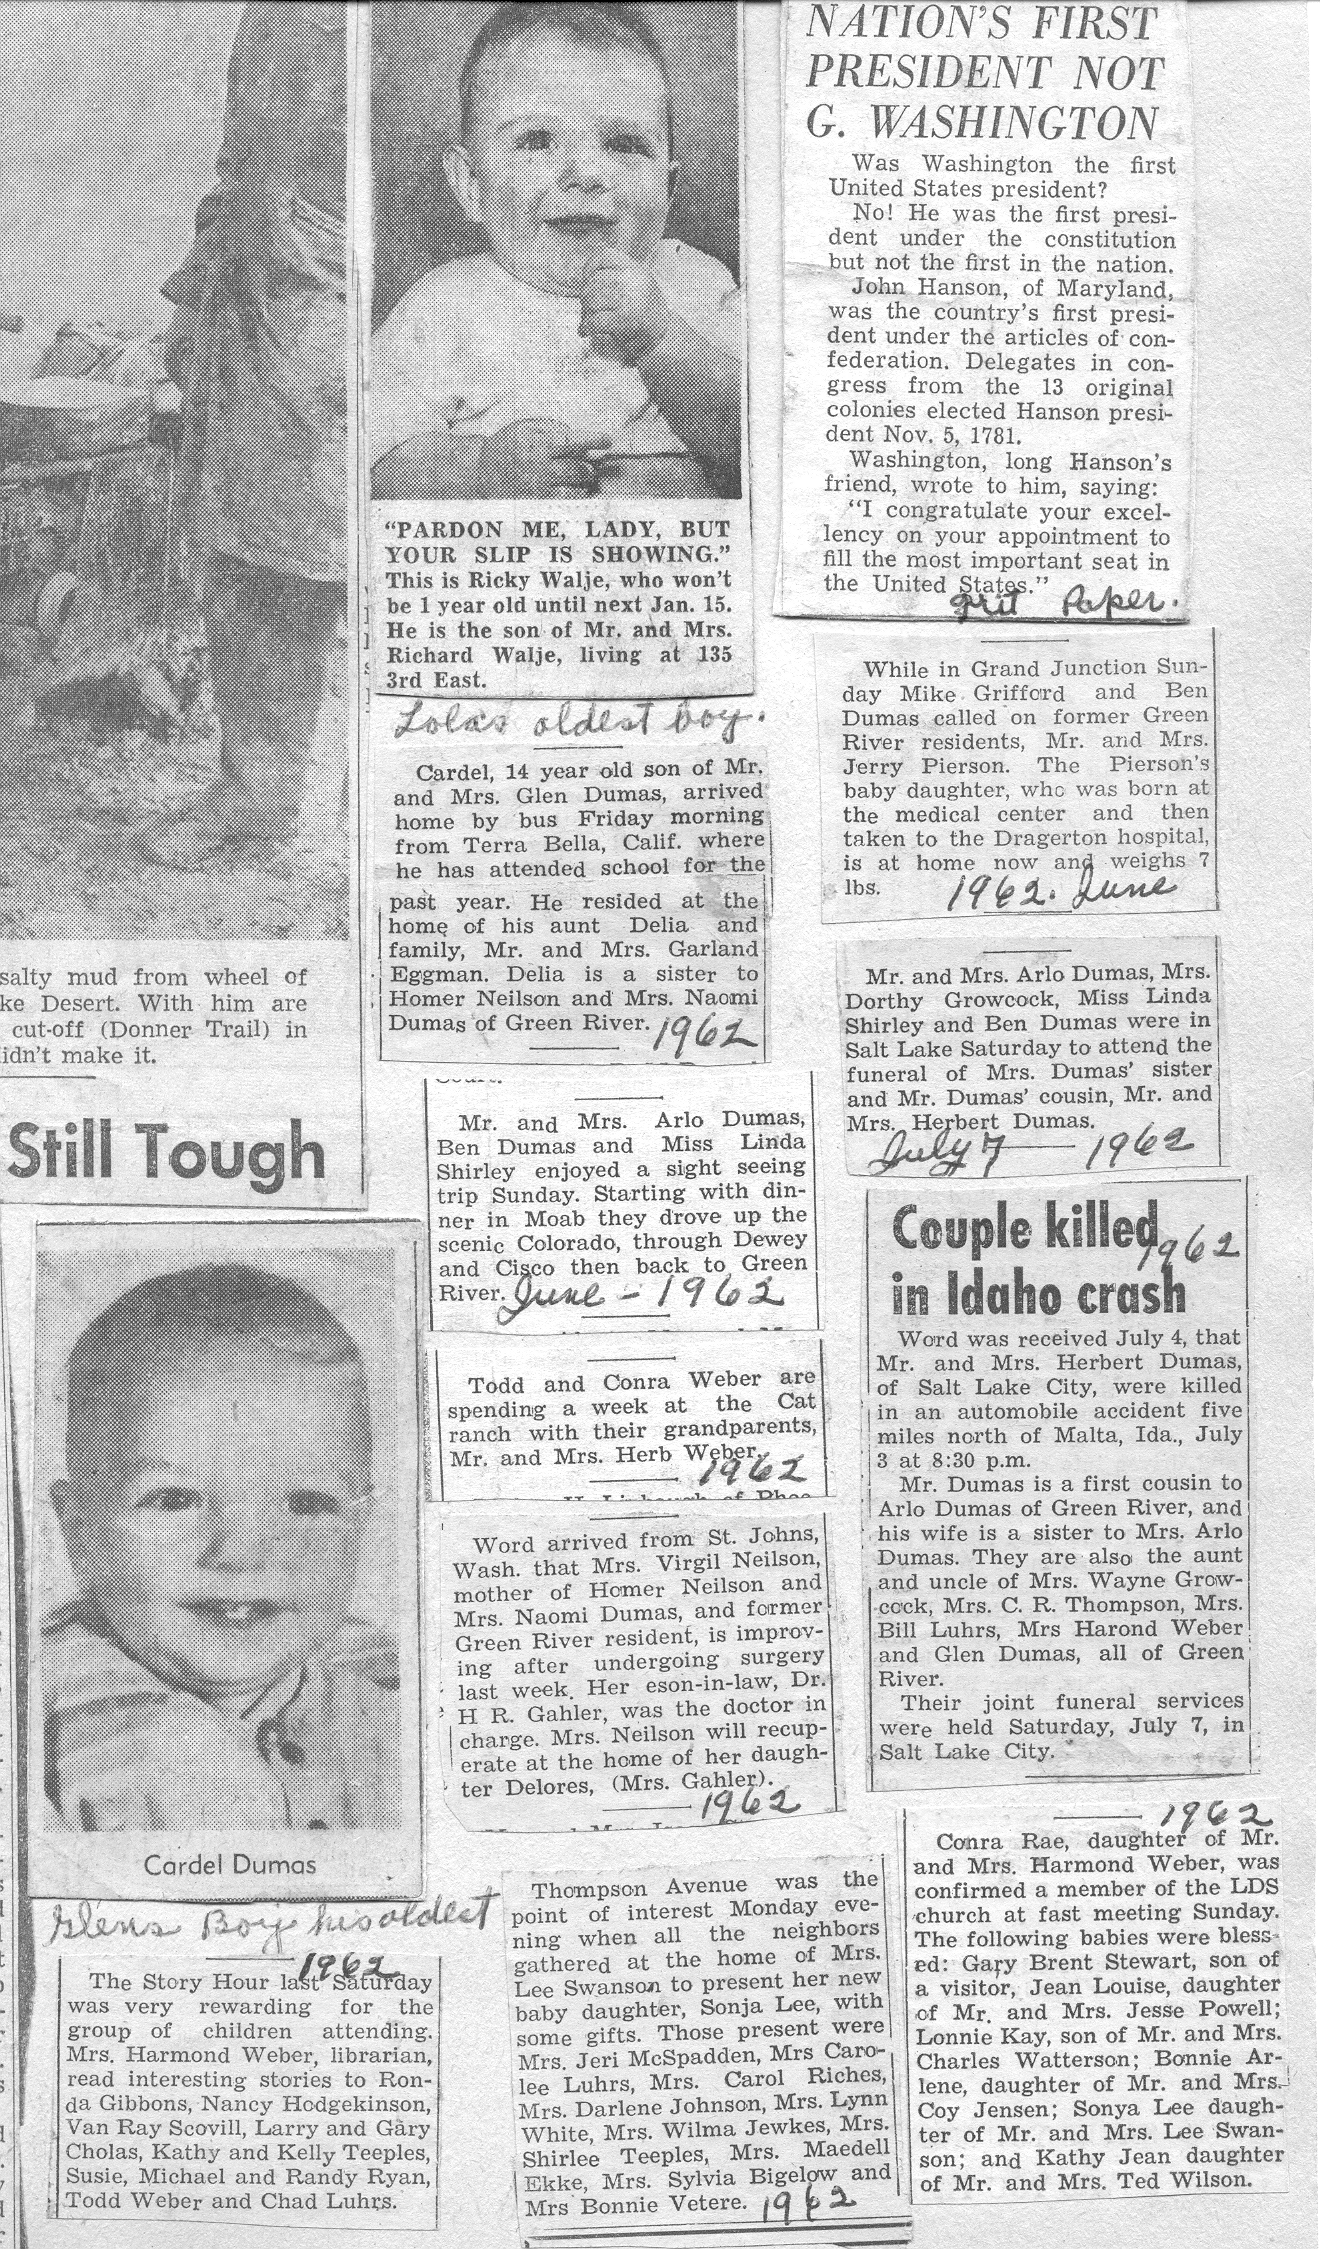 salty mud from wheel of
ke Desert. With him are
cut-off (Donner Trail) in
idn't make it.
Still Tough
Cardel Dumas
Glens Boy his oldest
1962
The Story Hour last Saturday
was very rewarding for the
group of children attending.
Mrs. Harmond Weber, librarian,
read interesting stories to Ron-
da Gibbons, Nancy Hodgekinson,
Van Ray Scovill, Larry and Gary
Cholas, Kathy and Kelly Teeples,
Susie, Michael and Randy Ryan,
Todd Weber and Chad Luhrs.
"PARDON ME, LADY, BUT
YOUR SLIP IS SHOWING."
This is Ricky Walje, who won't
be 1 year old until next Jan. 15.
He is the son of Mr. and Mrs.
Richard Walje, living at 135
3rd East.
Lola's oldest boy.
Cardel, 14 year old son of Mr.
and Mrs. Glen Dumas, arrived
home by bus Friday morning
from Terra Bella, Calif. where
he has attended school for the
past year. He resided at the
home of his aunt Delia and
family, Mr. and Mrs. Garland
Eggman. Delia is a sister to
Homer Neilson and Mrs. Naomi
Dumas of Green River. 1962
Mr. and Mrs. Arlo Dumas,
Ben Dumas and Miss Linda
Shirley enjoyed a sight seeing
trip Sunday. Starting with din-
ner in Moab they drove up the
scenic Colorado, through Dewey
and Cisco then back to Green
River. June - 1962
Todd and Conra Weber are
spending a week at the Cat
ranch with their grandparents,
Mr. and Mrs. Herb Weber.
1962
Word arrived from St. Johns,
Wash. that Mrs. Virgil Neilson,
mother of Homer Neilson and
Mrs. Naomi Dumas, and former
Green River resident, is improv-
ing after undergoing surgery
last week. Her eson-in-law, Dr.
H R. Gahler, was the doctor in
charge. Mrs. Neilson will recup-
erate at the home of her daugh-
ter Delores, (Mrs. Gahler).
1962
Thompson Avenue was the
point of interest Monday eve-
ning when all the neighbors
gathered at the home of Mrs.
Lee Swanson to present her new
baby daughter, Sonja Lee, with
some gifts. Those present were
Mrs. Jeri McSpadden, Mrs Caro-
lee Luhrs, Mrs. Carol Riches,
Mrs. Darlene Johnson, Mrs. Lynn
White, Mrs. Wilma Jewkes, Mrs.
Shirlee Teeples, Mrs. Maedell
Ekke, Mrs. Sylvia Bigelow and
Mrs Bonnie Vetere. 1962
NATION'S FIRST
PRESIDENT NOT
G. WASHINGTON
Was Washington the first
United States president?
No! He was the first presi-
dent under the constitution
but not the first in the nation.
John Hanson, of Maryland,
was the country's first presi-
dent under the articles of con-
federation. Delegates in con-
gress from the 13 original
colonies elected Hanson presi-
dent Nov. 5, 1781.
Washington, long Hanson's
friend, wrote to him, saying:
"I congratulate your excel-
lency on your appointment to
fill the most important seat in
the United States."
grit Paper.
While in Grand Junction Sun-
day Mike Grifford and Ben
Dumas called on former Green
River residents, Mr. and Mrs.
Jerry Pierson. The Pierson's
baby daughter, who was born at
the medical center and then
taken to the Dragerton hospital,
is at home now and weighs 7
lbs. 1962. June
Mr. and Mrs. Arlo Dumas, Mrs.
Dorthy Growcock, Miss Linda
Shirley and Ben Dumas were in
Salt Lake Saturday to attend the
funeral of Mrs. Dumas' sister
and Mr. Dumas' cousin, Mr. and
Mrs. Herbert Dumas.
July 7 1962
Couple killed
1962
in Idaho crash
Word was received July 4, that
Mr. and Mrs. Herbert Dumas,
of Salt Lake City, were killed
in an automobile accident five
miles north of Malta, Ida., July
3 at 8:30 p.m.
Mr. Dumas is a first cousin to
Arlo Dumas of Green River, and
his wife is a sister to Mrs. Arlo
Dumas. They are also the aunt
and uncle of Mrs. Wayne Grow-
cock, Mrs. C. R. Thompson, Mrs.
Bill Luhrs, Mrs Harond Weber
and Glen Dumas, all of Green
River.
Their joint funeral services
were held Saturday, July 7, in
Salt Lake City.
1962
Conra Rae, daughter of Mr.
and Mrs. Harmond Weber, was
confirmed a member of the LDS
church at fast meeting Sunday.
The following babies were bless-
ed: Gary Brent Stewart, son of
a visitor, Jean Louise, daughter
of Mr. and Mrs. Jesse Powell;
Lonnie Kay, son of Mr. and Mrs.
Charles Watterson; Bonnie Ar-
lene, daughter of Mr. and Mrs.
Coy Jensen; Sonya Lee daugh-
ter of Mr. and Mrs. Lee Swan-
son; and Kathy Jean daughter
of Mr. and Mrs. Ted Wilson.